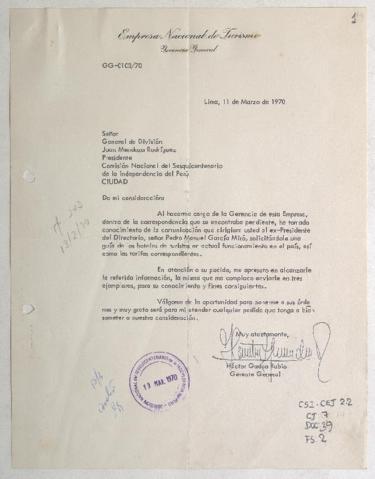 1
Empresa Nacional de Turismo
Gerencia General
GG-C1C3/70
Lima, 11 de Marzo de 1970
Señor
General de División
Juan Mendoza Rodríguez
Presidente
Comisión Nacional del Sesquicentenario
de la Independencia del Perú
CIUDAD
De mi consideración:
Al hacerme cargo de la Gerencia de esta Empresa,
dentro de la correspondencia que se encontraba pendiente, he tomado
conocimiento de la comunicación que dirigiera usted al ex-Presidente
del Directorio, señor Pedro Manuel García Miró, solicitándole una
guía de los hoteles de turistas en actual funcionamiento en el país, así
como las tarifas correspondientes.
En atención a su pedido, me apresuro en alcanzarle
la referida información, la misma que me complazco enviarle en tres
ejemplares, para su conocimiento y fines consiguientes.
Válgome de la oportunidad para ponerme a sus órde
nes y muy grato será para mí atender cualquier pedido que tenga a bien
someter a nuestra consideración.
Muy atentamente,
Héctor Gadea Rubio
Gerente General
13 MAR. 1970
CSI-CEJ 2.2
CJ 7
DOC 39
FS. 2